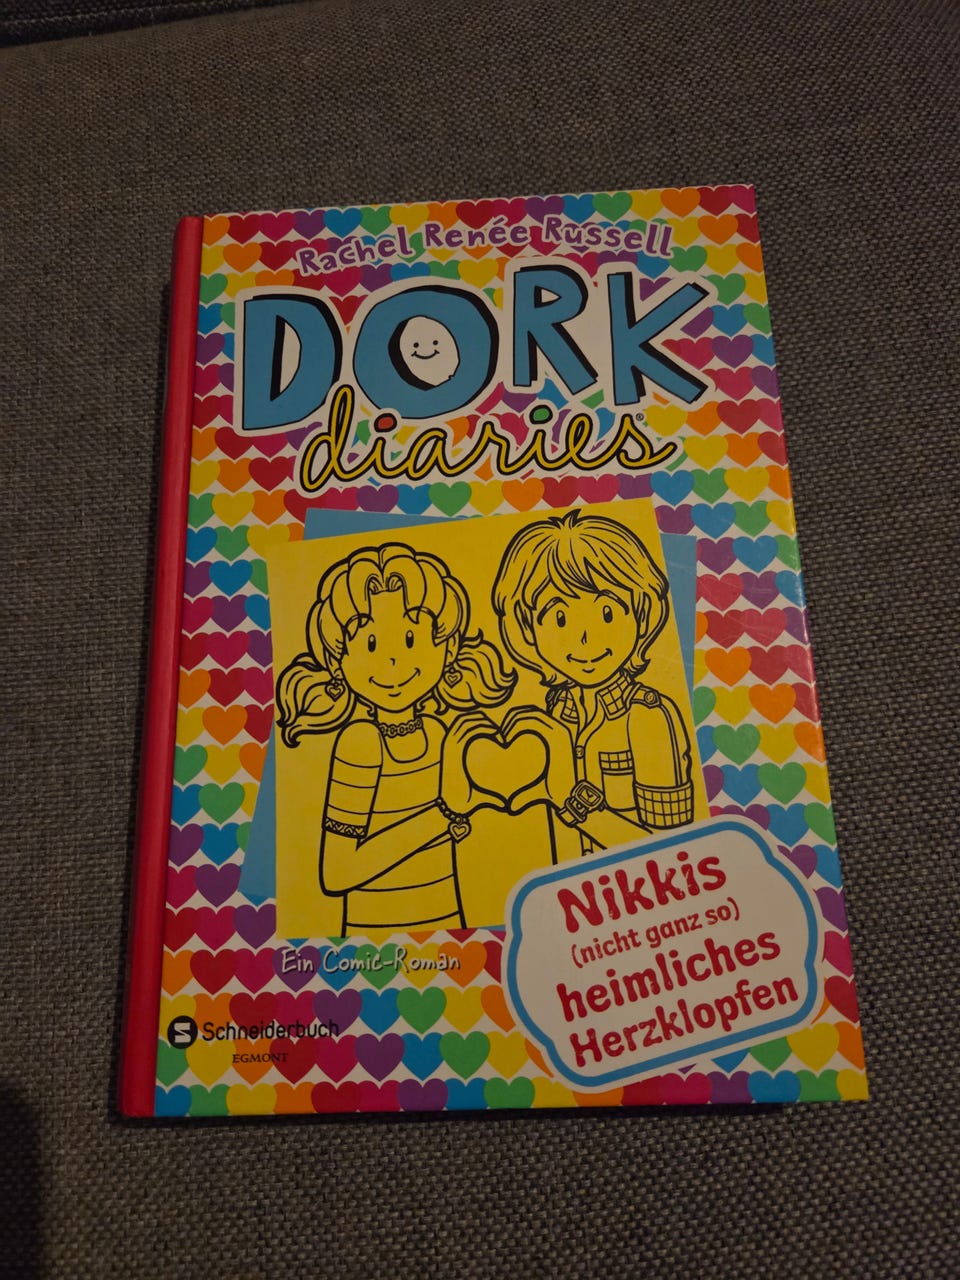 Rachel Renée Russell
DORK
diaries®
Nikkis
(nicht ganz so)
heimliches
Herzklopfen
Ein Comic-Roman
S Schneiderbuch
EGMONT